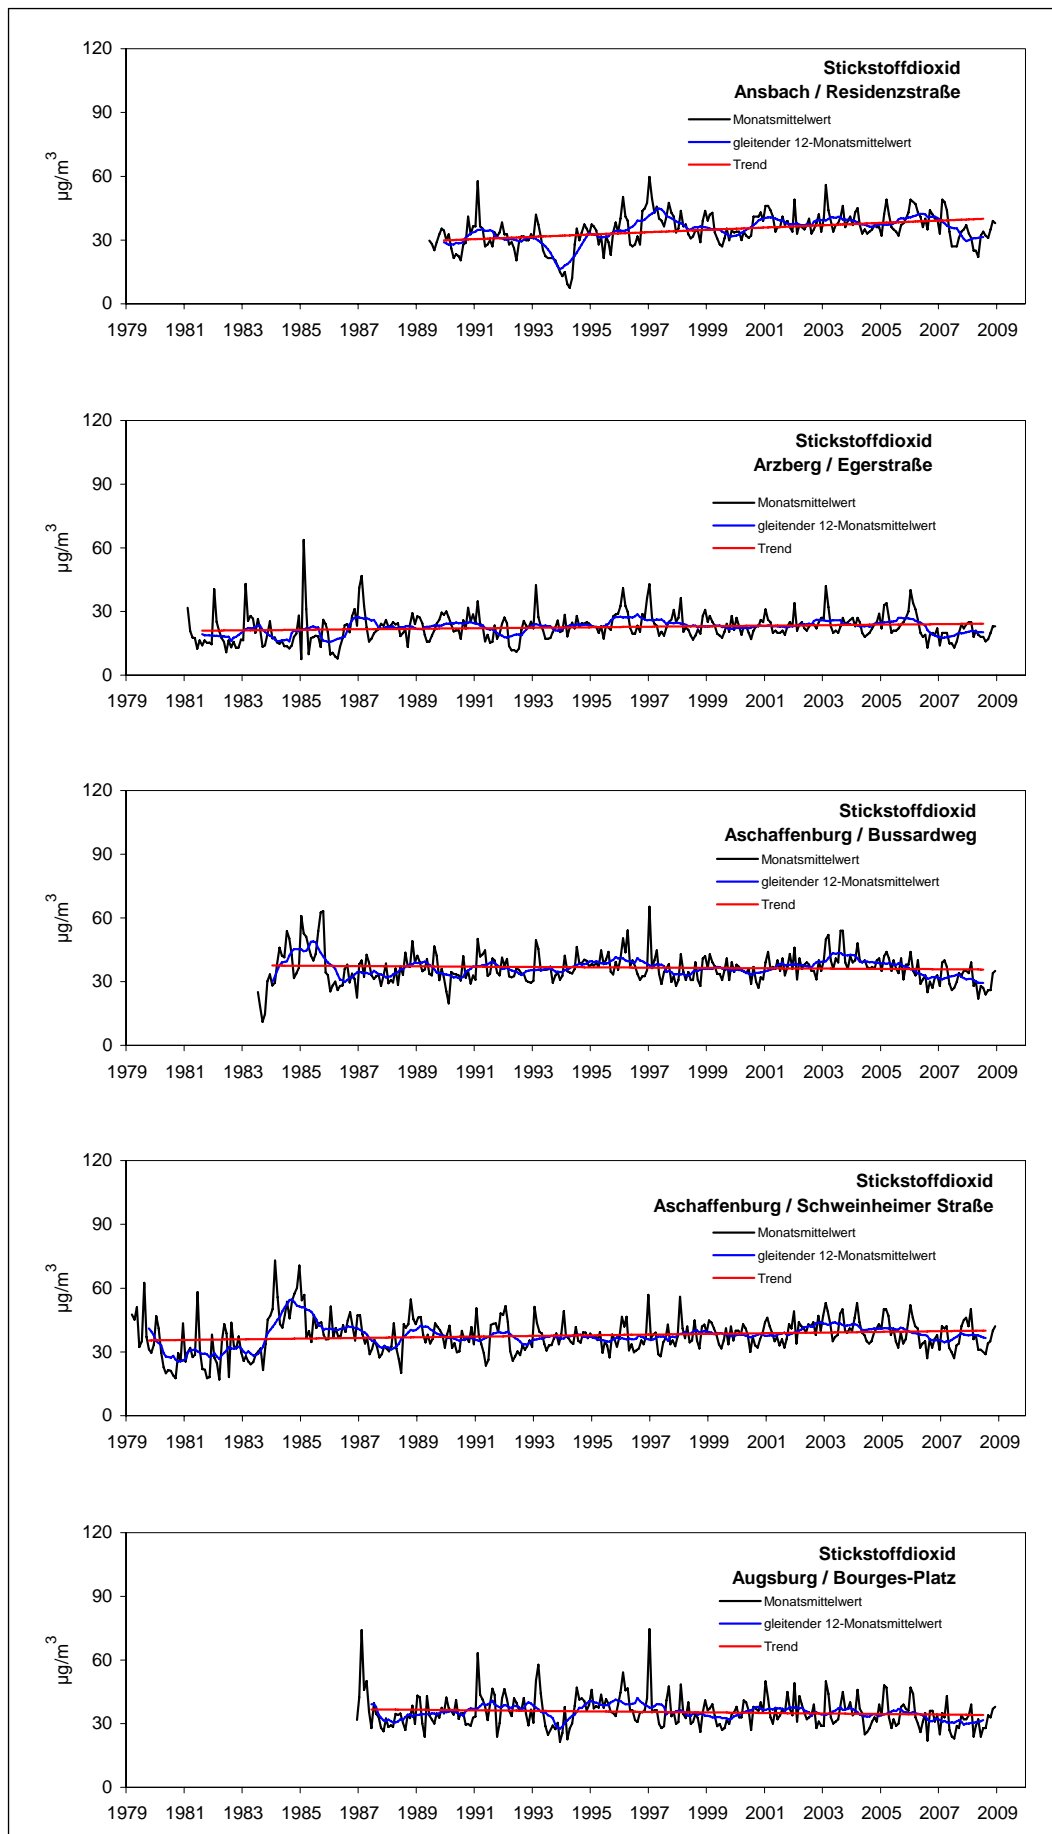 120
90
60
30
0
µg/m³
Stickstoffdioxid
Ansbach / Residenzstraße
Monatsmittelwert
gleitender 12-Monatsmittelwert
Trend
1979 1981 1983 1985 1987 1989 1991 1993 1995 1997 1999 2001 2003 2005 2007 2009
120
90
60
30
0
µg/m³
Stickstoffdioxid
Arzberg / Egerstraße
Monatsmittelwert
gleitender 12-Monatsmittelwert
Trend
1979 1981 1983 1985 1987 1989 1991 1993 1995 1997 1999 2001 2003 2005 2007 2009
120
90
60
30
0
µg/m³
Stickstoffdioxid
Aschaffenburg / Bussardweg
Monatsmittelwert
gleitender 12-Monatsmittelwert
Trend
1979 1981 1983 1985 1987 1989 1991 1993 1995 1997 1999 2001 2003 2005 2007 2009
120
90
60
30
0
µg/m³
Stickstoffdioxid
Aschaffenburg / Schweinheimer Straße
Monatsmittelwert
gleitender 12-Monatsmittelwert
Trend
1979 1981 1983 1985 1987 1989 1991 1993 1995 1997 1999 2001 2003 2005 2007 2009
120
90
60
30
0
µg/m³
Stickstoffdioxid
Augsburg / Bourges-Platz
Monatsmittelwert
gleitender 12-Monatsmittelwert
Trend
1979 1981 1983 1985 1987 1989 1991 1993 1995 1997 1999 2001 2003 2005 2007 2009